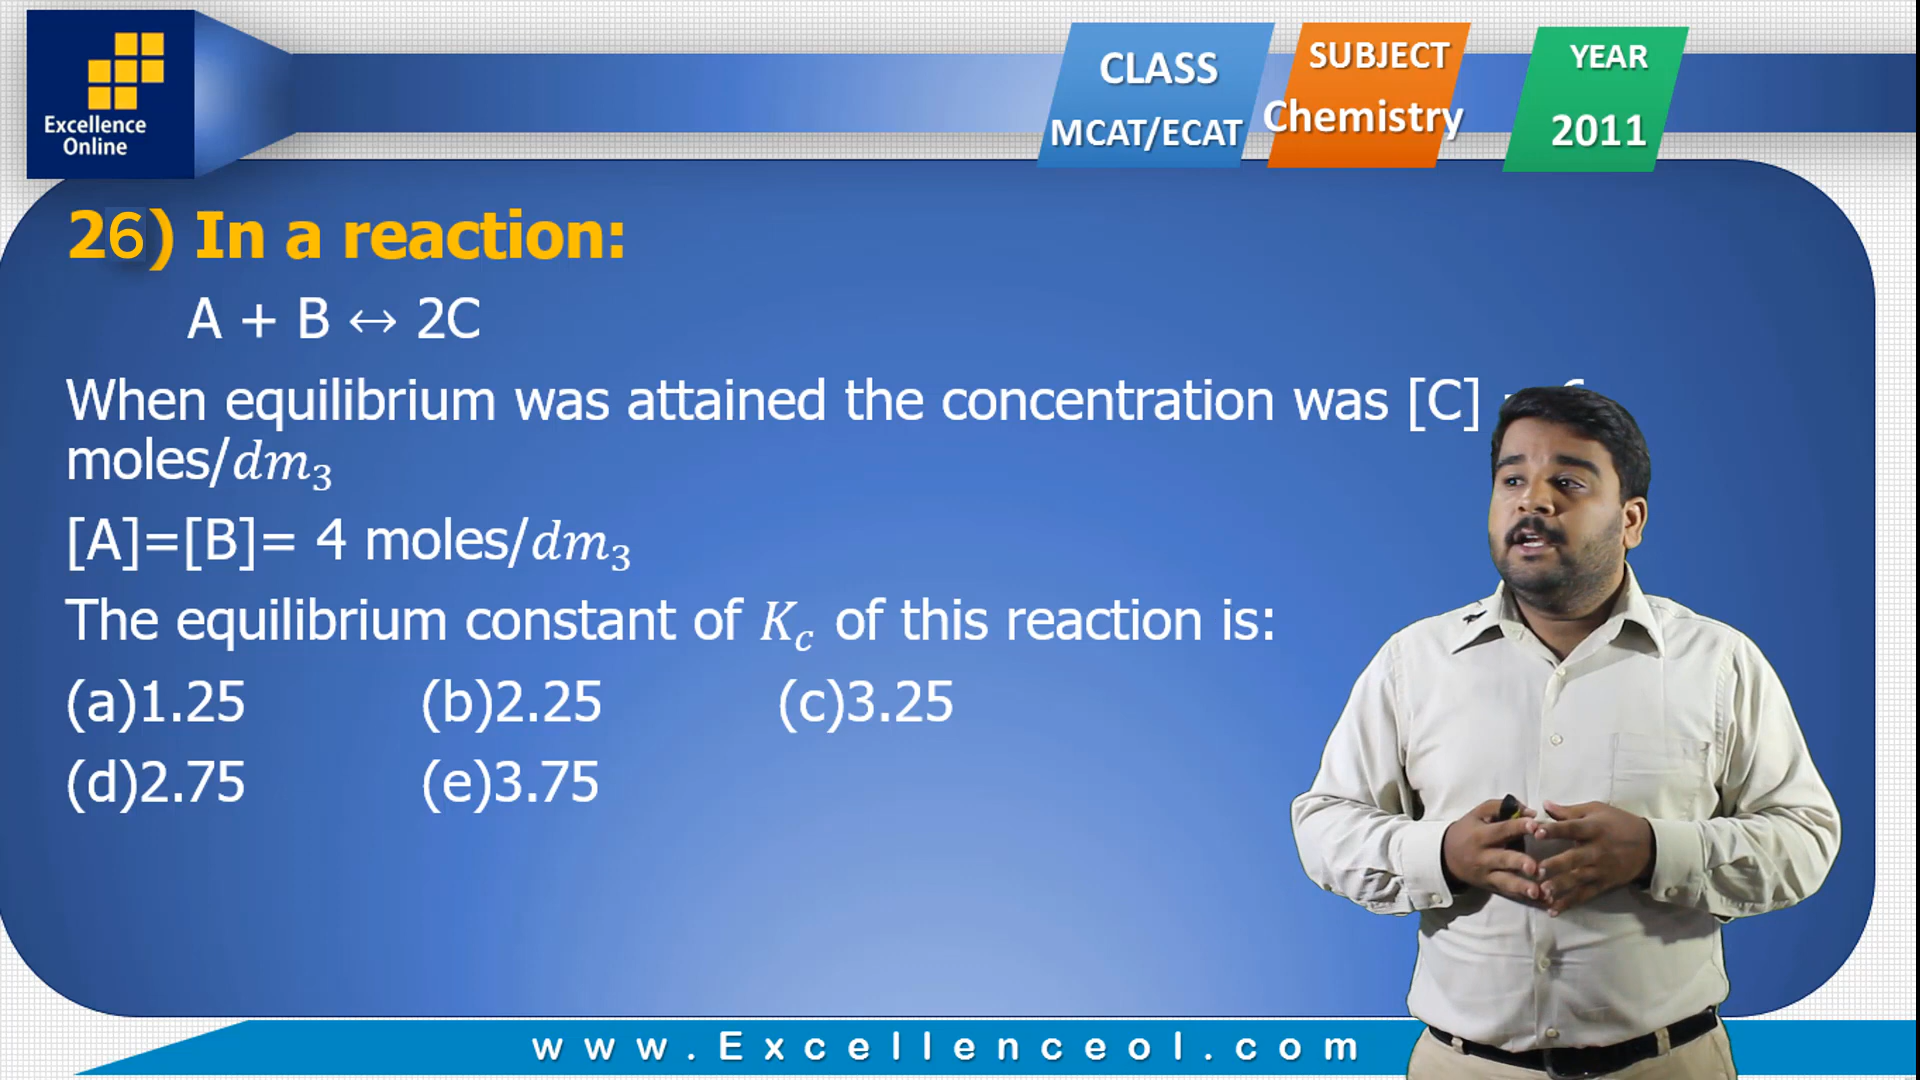 Excellence
Online
CLASS
MCAT/ECAT
SUBJECT
Chemistry
YEAR
2011
26) In a reaction:
A + B ↔ 2C
When equilibrium was attained the concentration was [C]
moles/dm₃
[A]=[B]= 4 moles/dm₃
The equilibrium constant of K_c of this reaction is:
(a)1.25 (b)2.25 (c)3.25
(d)2.75 (e)3.75
www.Excellenceol.com